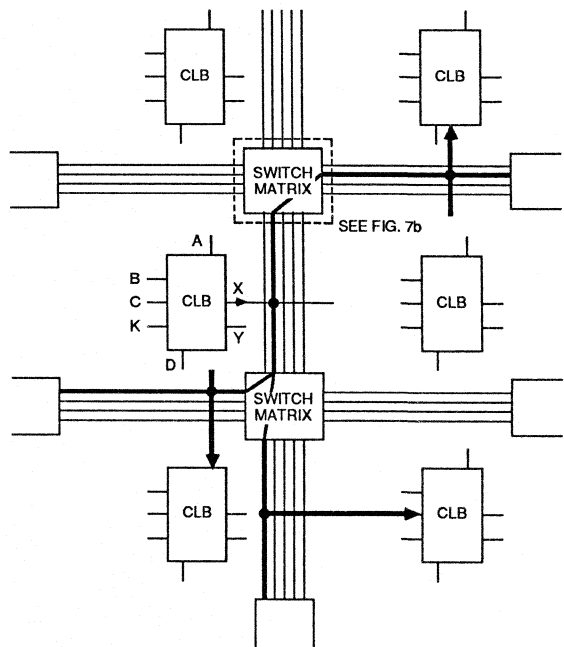 CLB
CLB
SWITCH
MATRIX
SEE FIG. 7b
A
B
C
K
CLB
X
Y
D
CLB
SWITCH
MATRIX
CLB
CLB